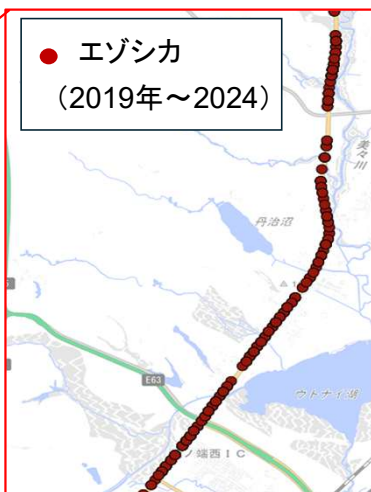 エゾシカ
（2019年～2024）
美々川
丹治沼
E63
ウトナイ湖
ノ端西ＩＣ